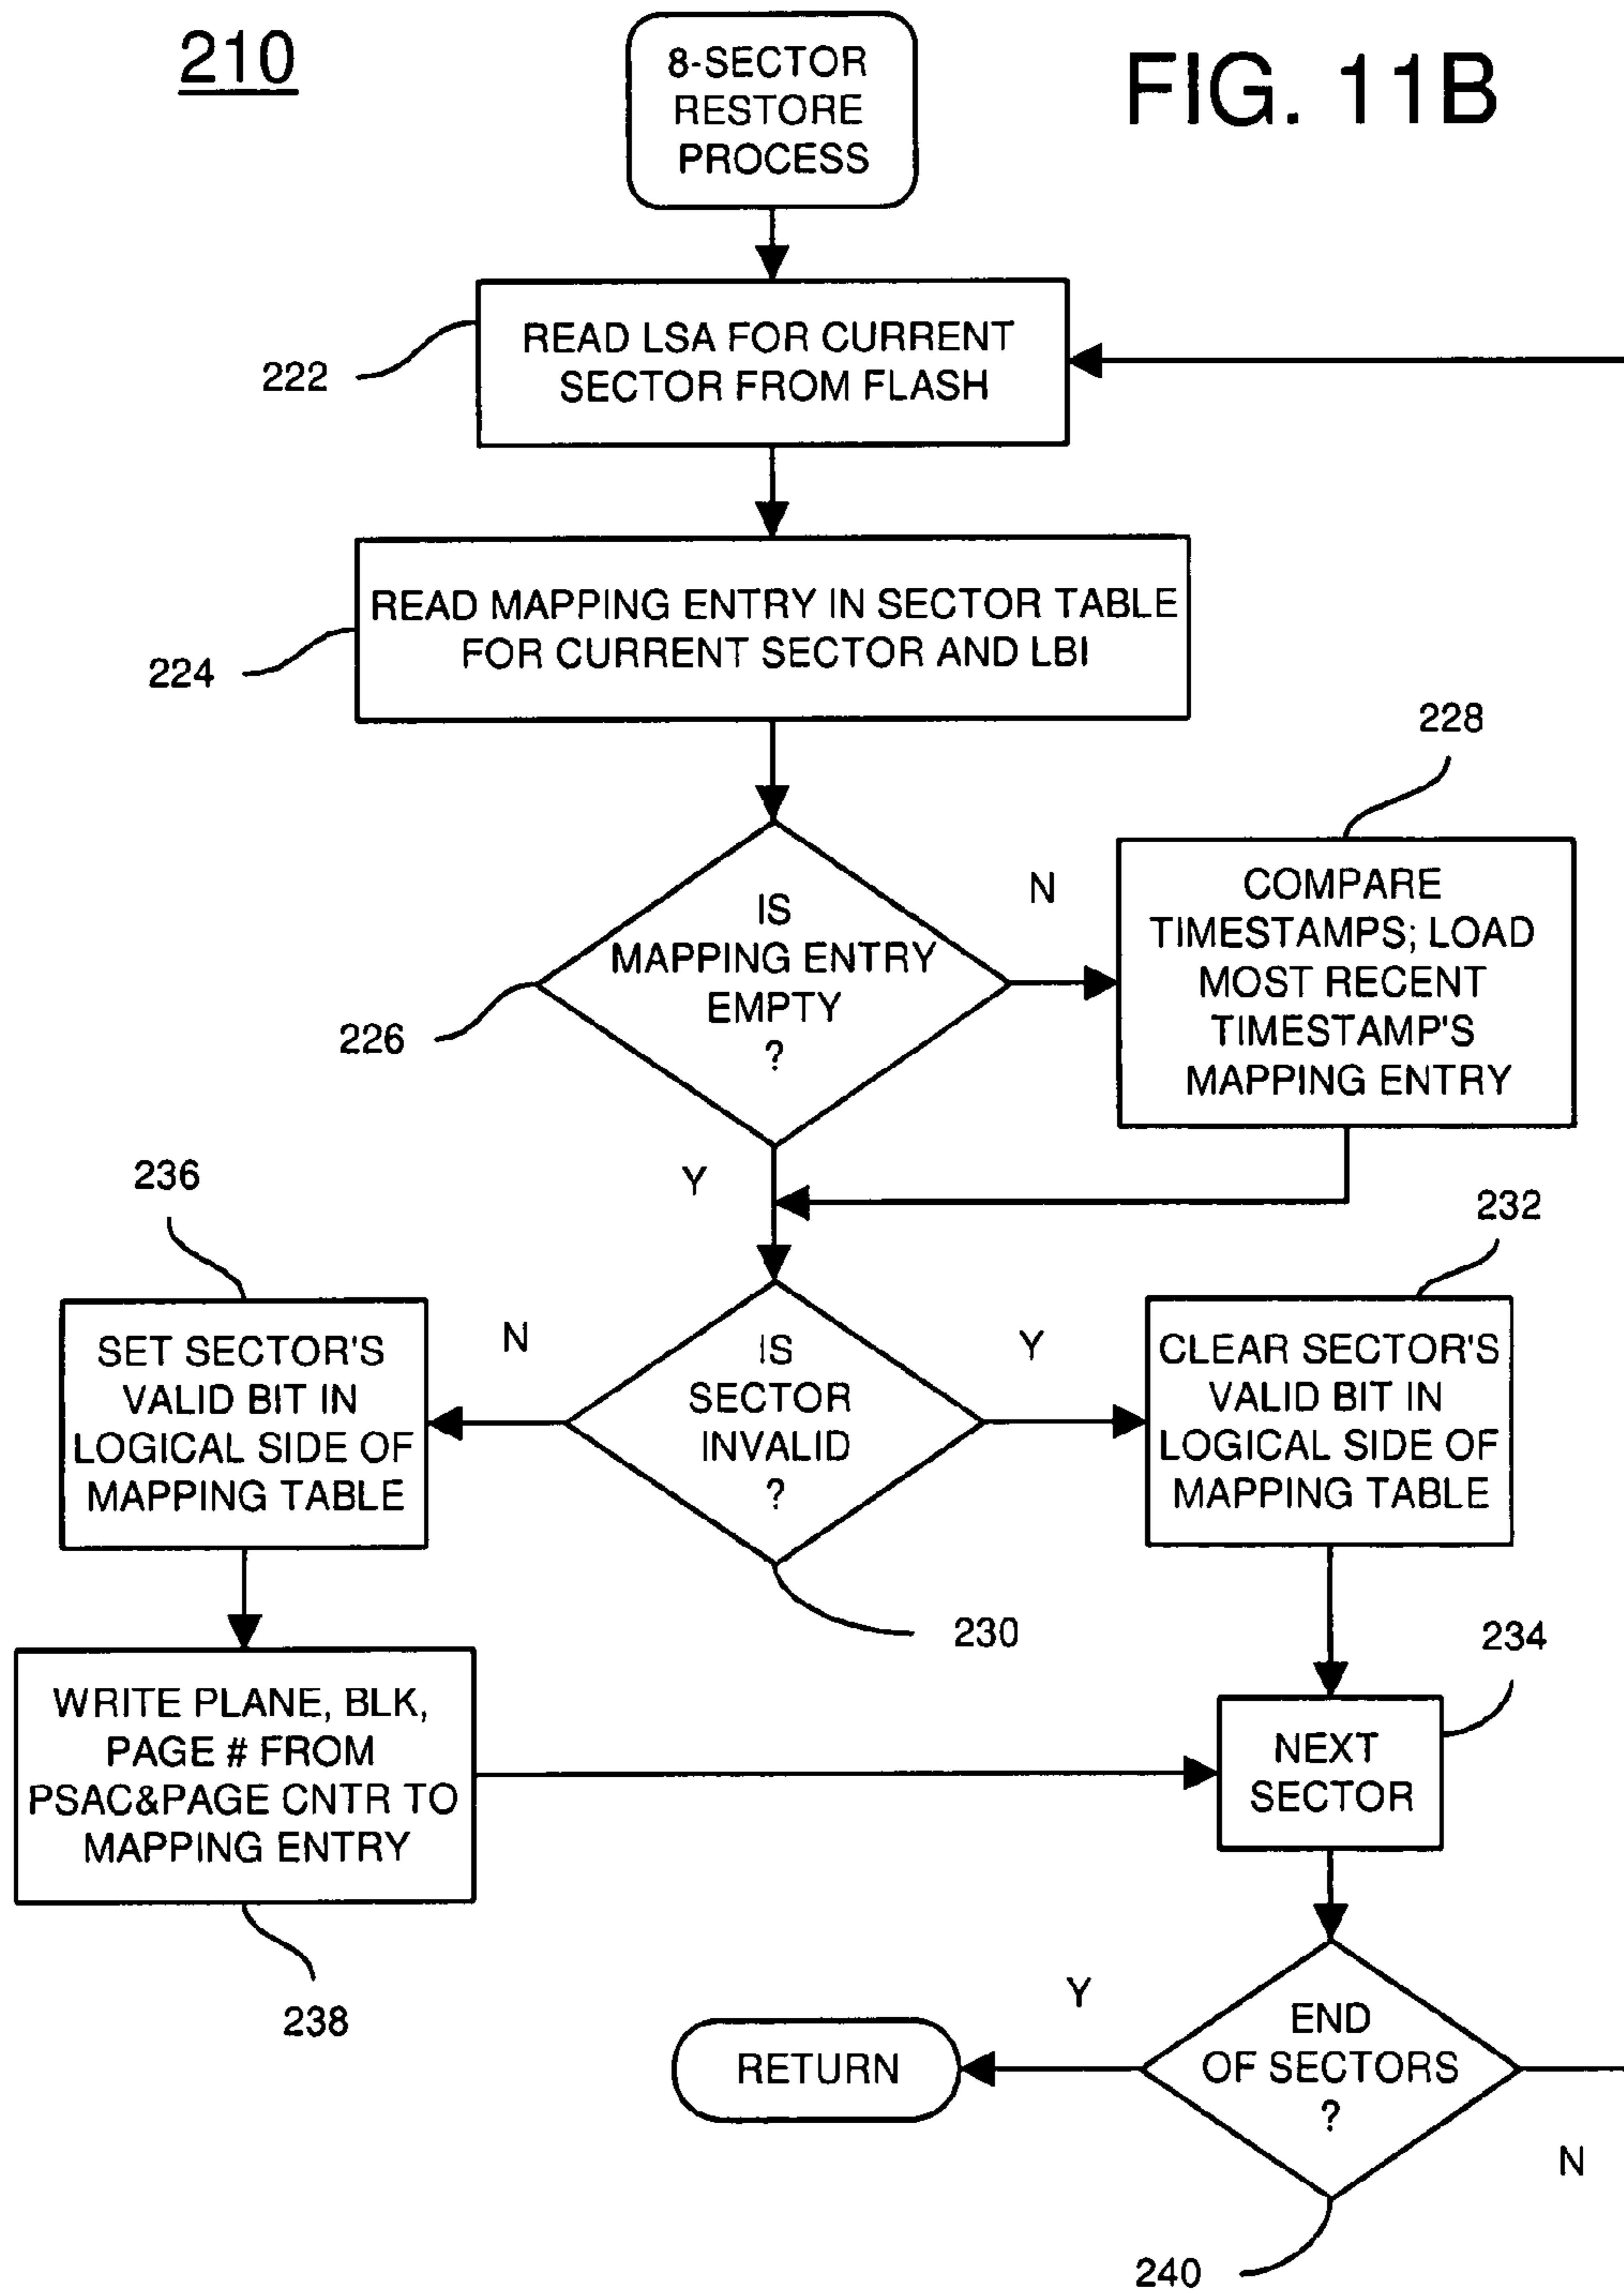 210
FIG. 11B
8-SECTOR
RESTORE
PROCESS
READ LSA FOR CURRENT
SECTOR FROM FLASH
222
READ MAPPING ENTRY IN SECTOR TABLE
FOR CURRENT SECTOR AND LBI
224
228
IS
MAPPING ENTRY
EMPTY
?
N
226
COMPARE
TIMESTAMPS; LOAD
MOST RECENT
TIMESTAMP'S
MAPPING ENTRY
Y
236
232
SET SECTOR'S
VALID BIT IN
LOGICAL SIDE OF
MAPPING TABLE
N
IS
SECTOR
INVALID
?
Y
CLEAR SECTOR'S
VALID BIT IN
LOGICAL SIDE OF
MAPPING TABLE
230
234
WRITE PLANE, BLK,
PAGE # FROM
PSAC&PAGE CNTR TO
MAPPING ENTRY
NEXT
SECTOR
238
Y
RETURN
END
OF SECTORS
?
N
240